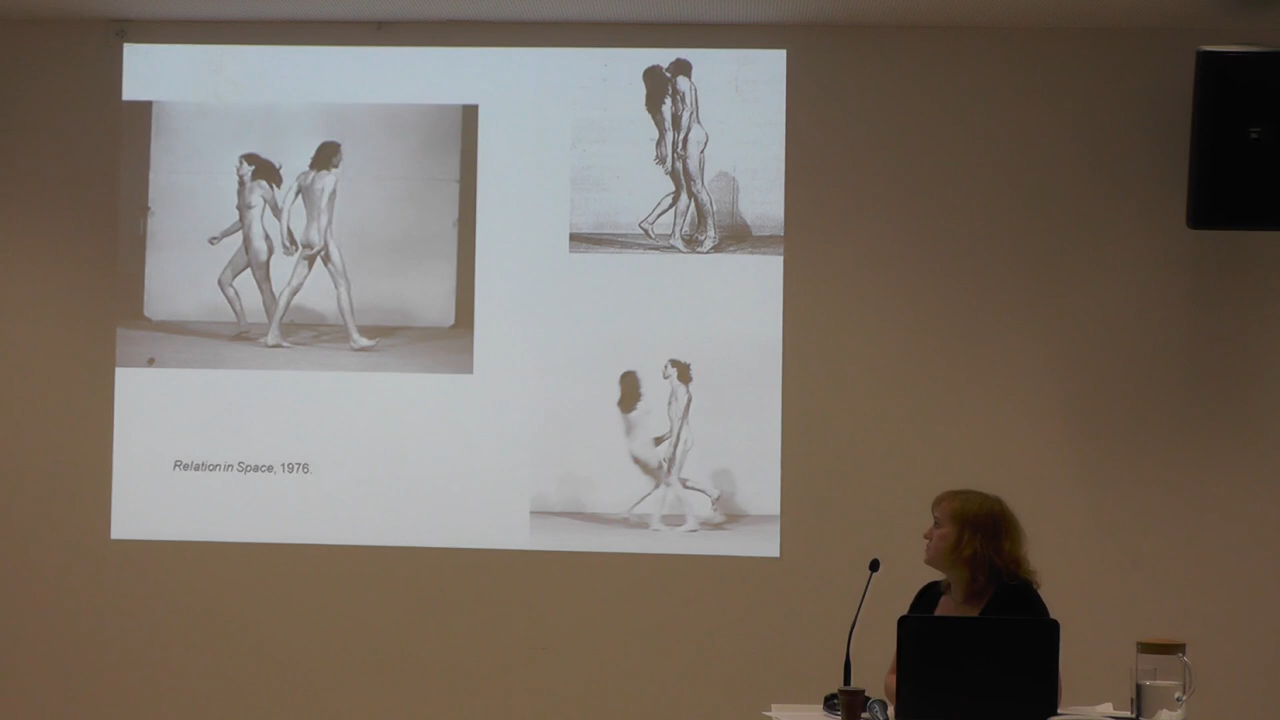 Relation in Space, 1976.